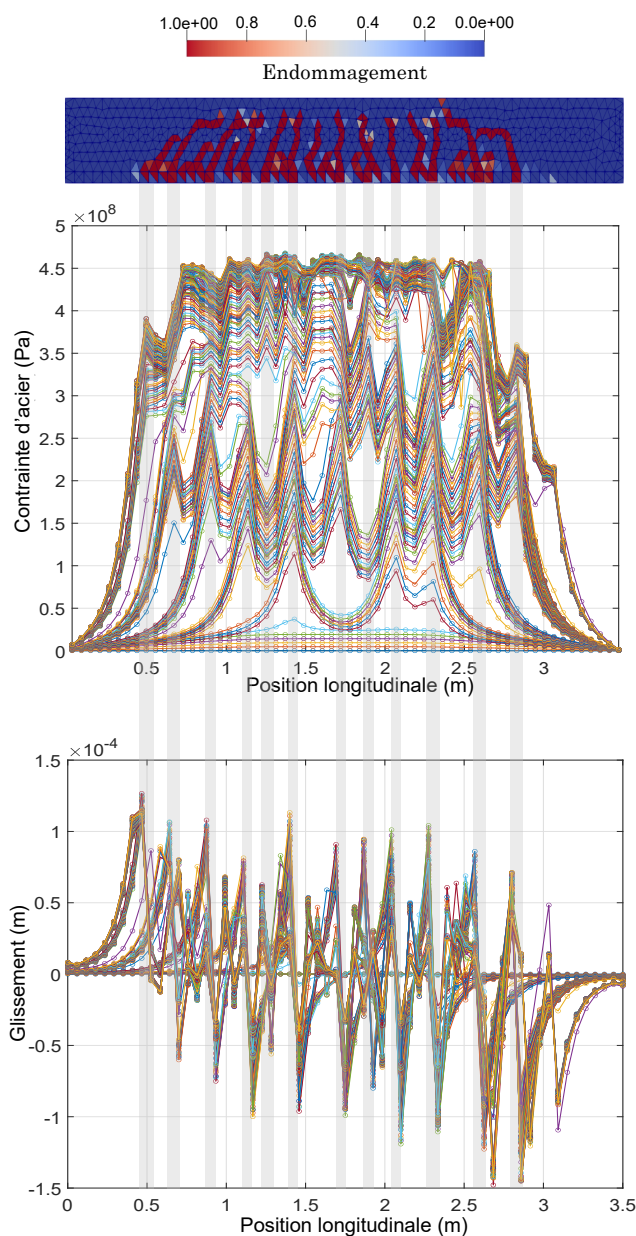 1.0e+00 0.8 0.6 0.4 0.2 0.0e+00
Endommagement
×10⁸
5
4.5
4
3.5
3
2.5
2
1.5
1
0.5
0
Contrainte d'acier (Pa)
0.5 1 1.5 2 2.5 3
Position longitudinale (m)
×10⁻⁴
1.5
1
0.5
0
-0.5
-1
-1.5
Glissement (m)
0 0.5 1 1.5 2 2.5 3 3.5
Position longitudinale (m)